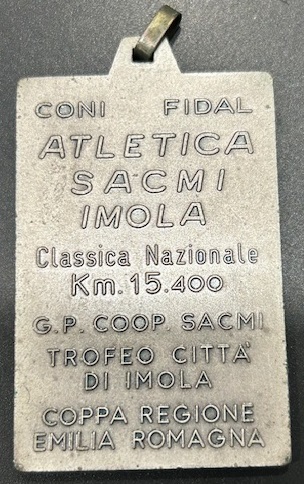 CONI FIDAL
ATLETICA
SACMI
IMOLA
Classica Nazionale
Km. 15.400
G.P. COOP. SACMI
TROFEO CITTA'
DI IMOLA
COPPA REGIONE
EMILIA ROMAGNA